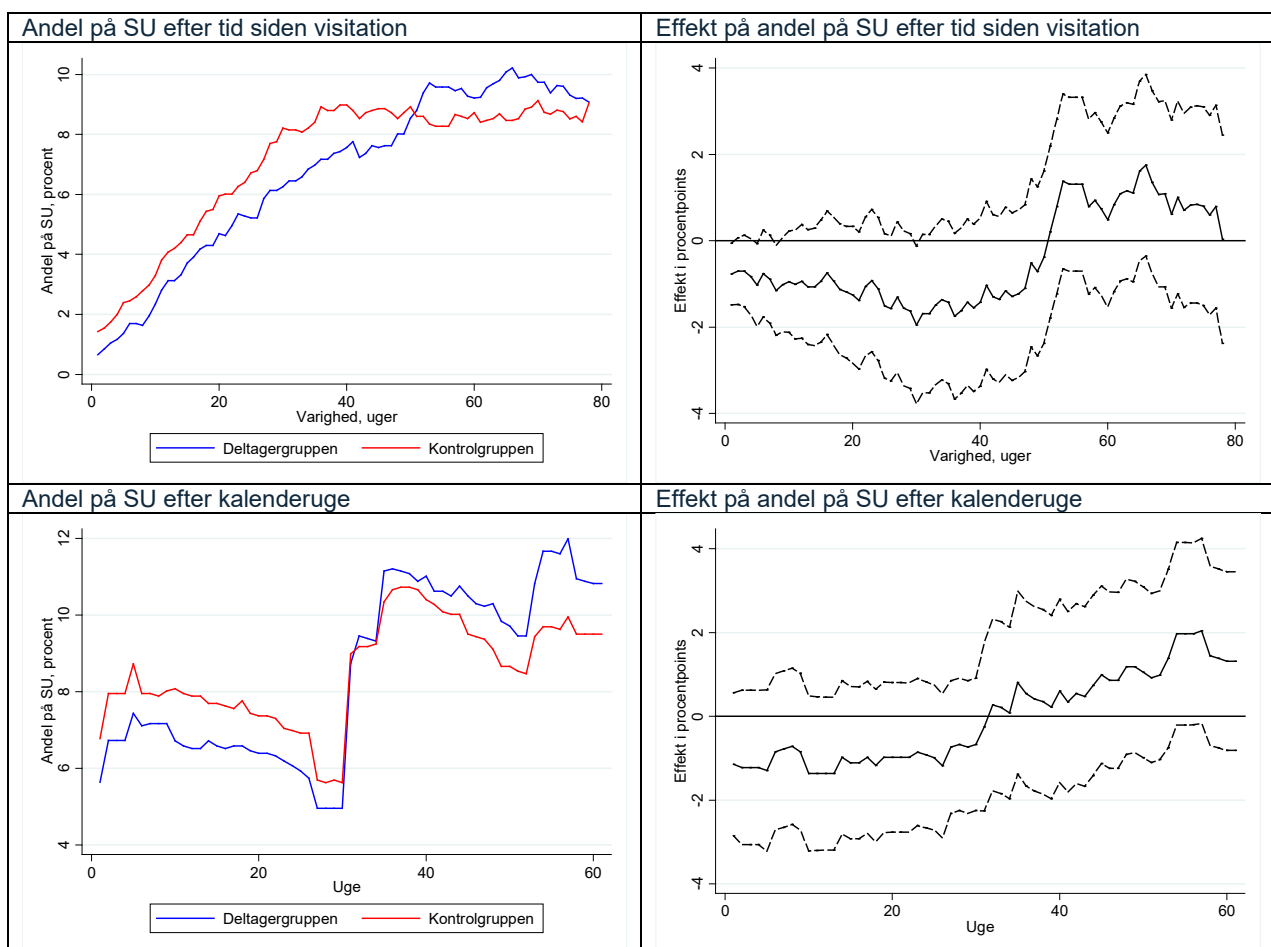 Andel på SU efter tid siden visitation
Effekt på andel på SU efter tid siden visitation
Andel på SU, procent
10
8
6
4
2
0
0 20 40 60 80
Varighed, uger
Deltagergruppen Kontrolgruppen
Effekt i procentpoints
4
2
0
-2
-4
0 20 40 60 80
Varighed, uger
Andel på SU efter kalenderuge
Effekt på andel på SU efter kalenderuge
Andel på SU, procent
12
10
8
6
4
0 20 40 60
Uge
Deltagergruppen Kontrolgruppen
Effekt i procentpoints
4
2
0
-2
-4
0 20 40 60
Uge